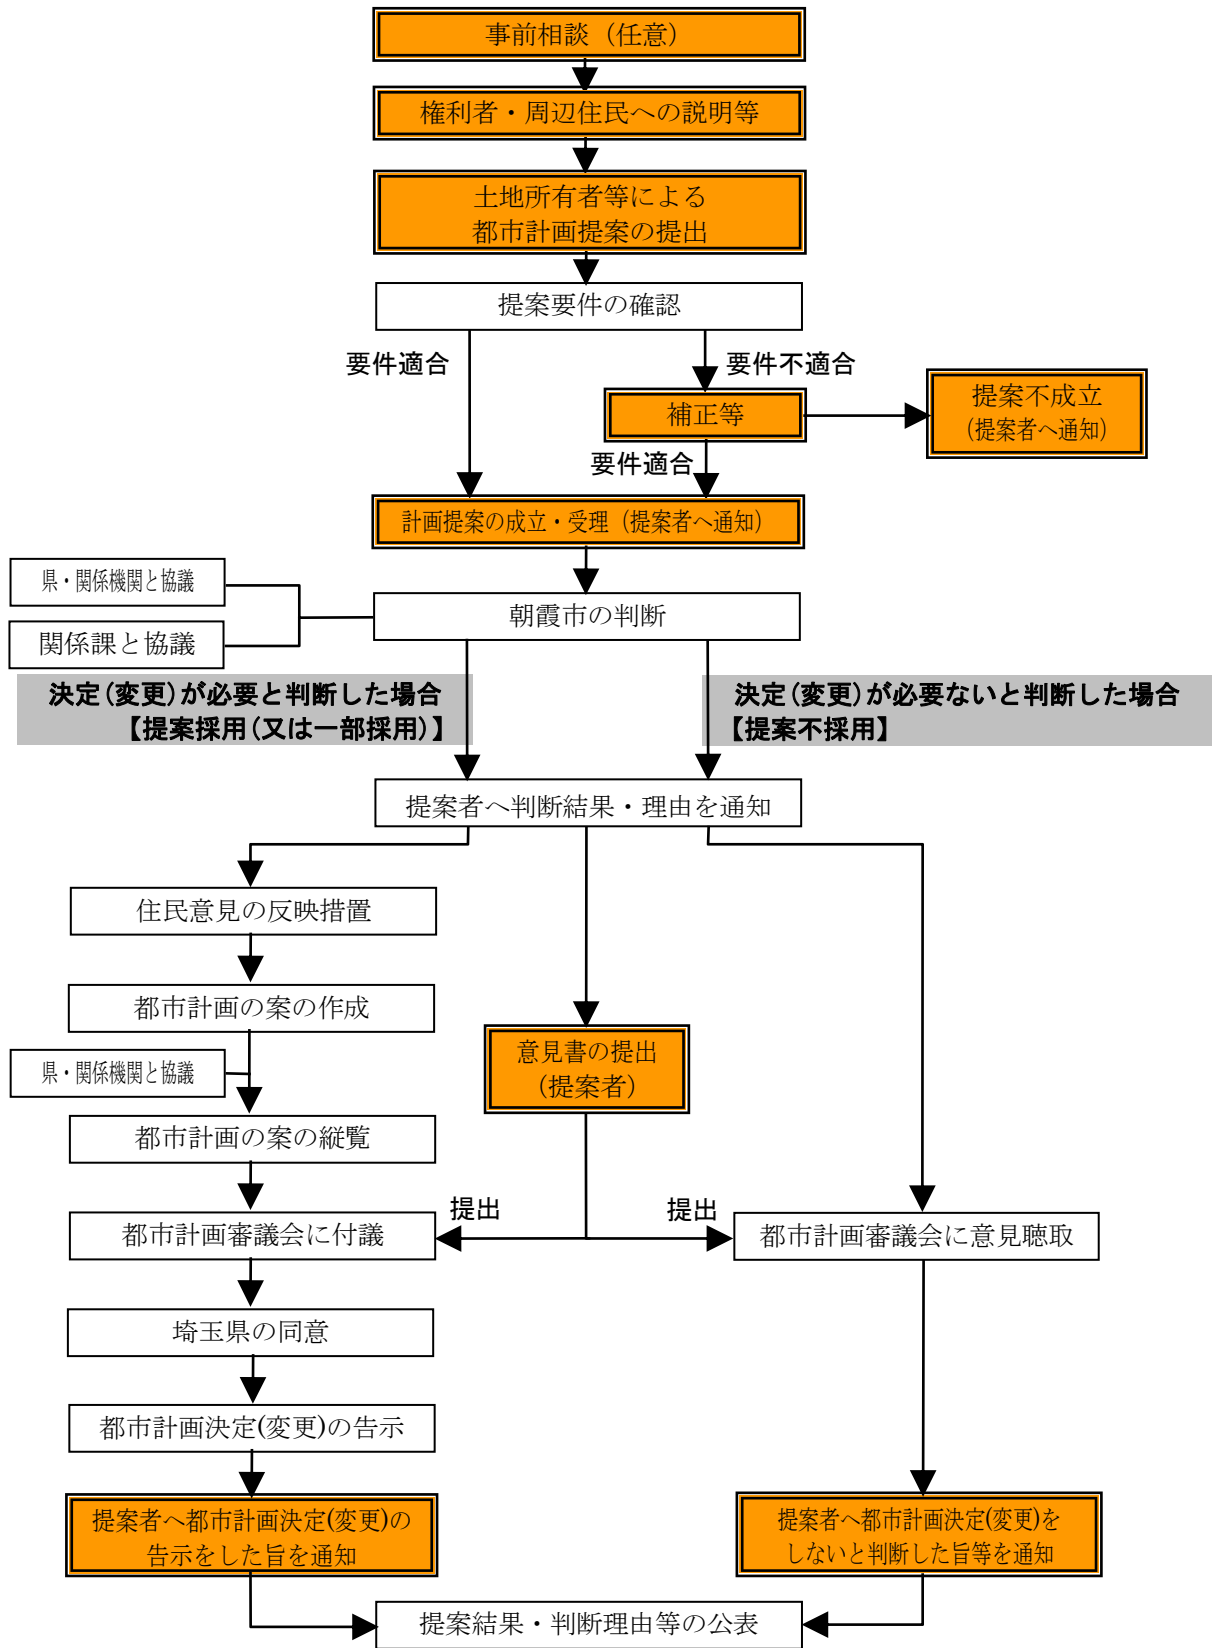 事前相談（任意）
権利者・周辺住民への説明等
土地所有者等による
都市計画提案の提出
提案要件の確認
要件適合
要件不適合
補正等
提案不成立
（提案者へ通知）
要件適合
計画提案の成立・受理（提案者へ通知）
県・関係機関と協議
関係課と協議
朝霞市の判断
決定(変更)が必要と判断した場合
【提案採用(又は一部採用)】
決定(変更)が必要ないと判断した場合
【提案不採用】
提案者へ判断結果・理由を通知
住民意見の反映措置
都市計画の案の作成
県・関係機関と協議
意見書の提出
（提案者）
都市計画の案の縦覧
提出
提出
都市計画審議会に付議
都市計画審議会に意見聴取
埼玉県の同意
都市計画決定(変更)の告示
提案者へ都市計画決定(変更)の
告示をした旨を通知
提案者へ都市計画決定(変更)を
しないと判断した旨等を通知
提案結果・判断理由等の公表